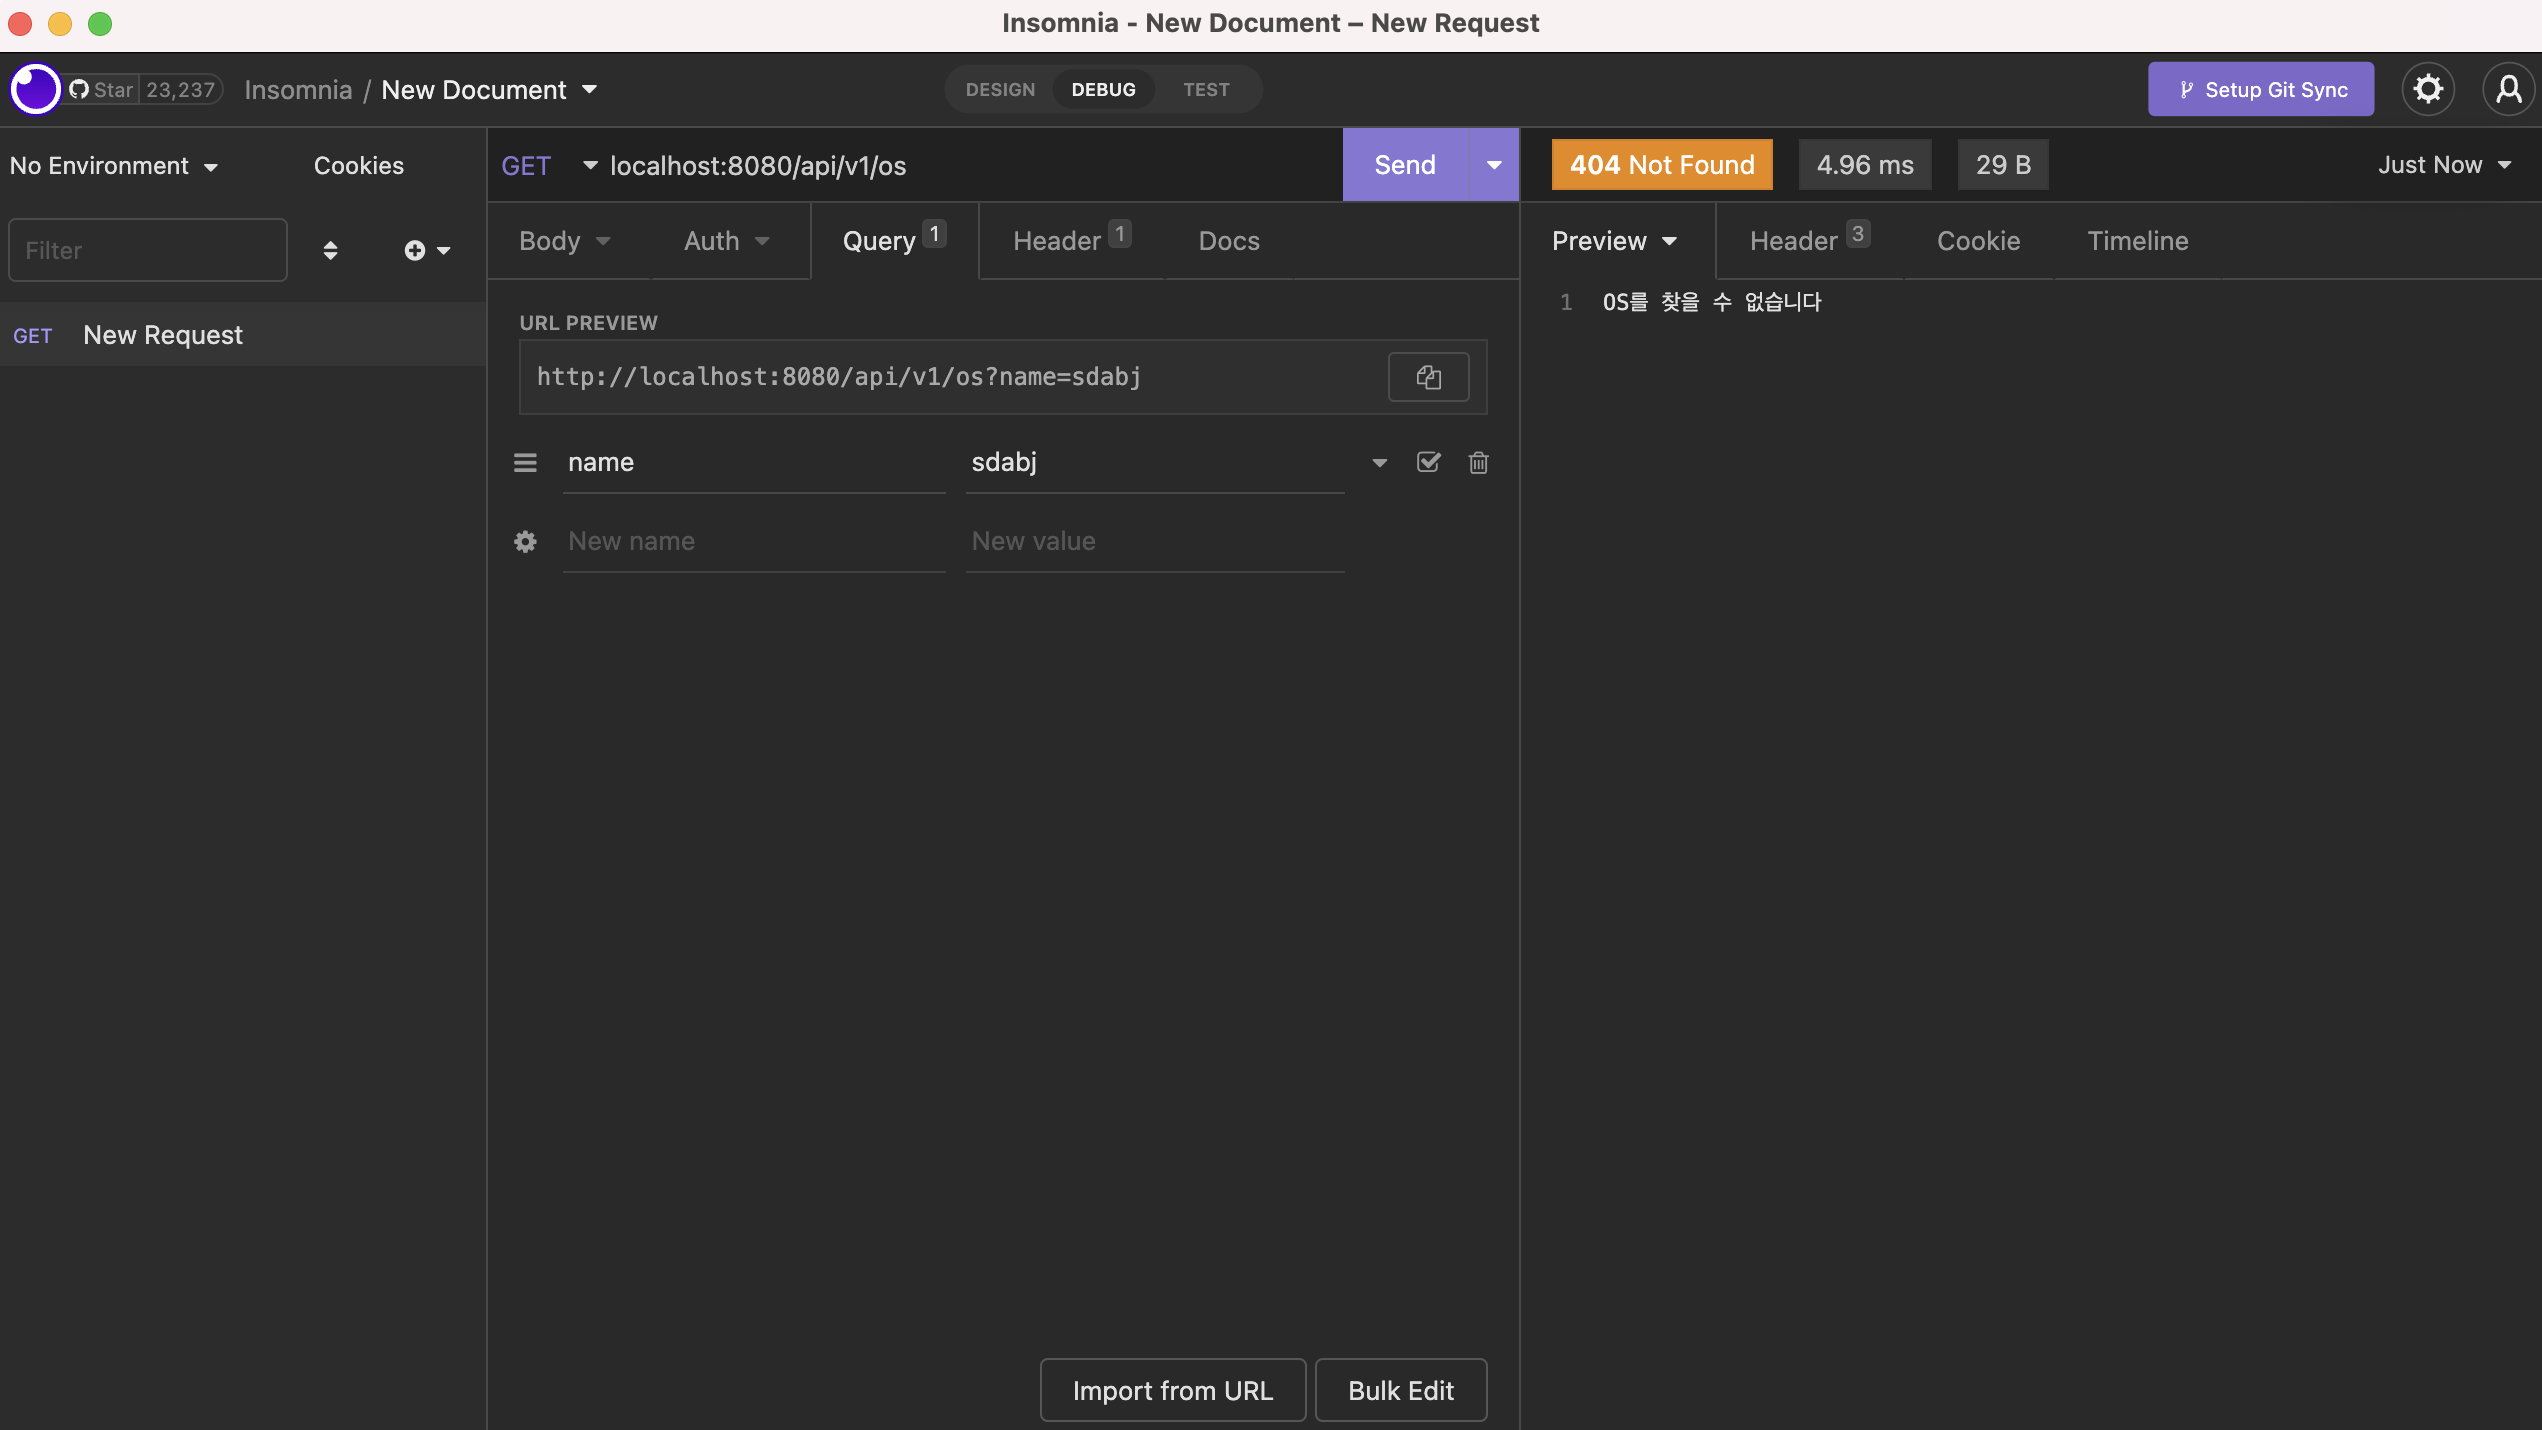 Insomnia - New Document – New Request
Star 23,237 Insomnia / New Document DESIGN DEBUG TEST Setup Git Sync
No Environment Cookies
Filter
GET New Request
GET localhost:8080/api/v1/os Send
Body Auth Query 1 Header 1 Docs
URL PREVIEW
http://localhost:8080/api/v1/os?name=sdabj
name sdabj
New name New value
Import from URL Bulk Edit
404 Not Found 4.96 ms 29 B Just Now
Preview Header 3 Cookie Timeline
1 OS를 찾을 수 없습니다